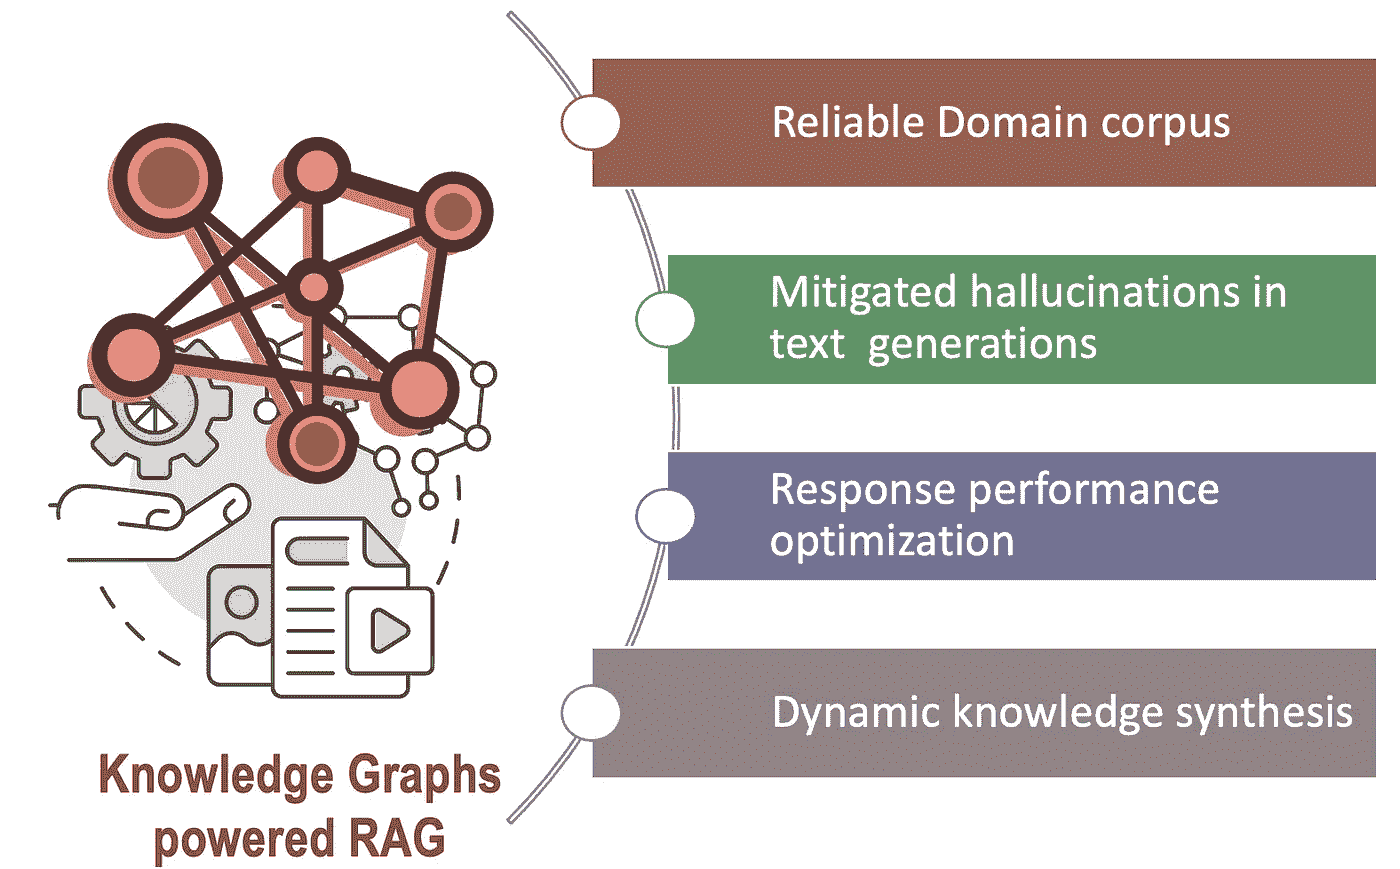 Reliable Domain corpus
Mitigated hallucinations in
text  generations
Response performance
optimization
Dynamic knowledge synthesis
Knowledge Graphs
powered RAG